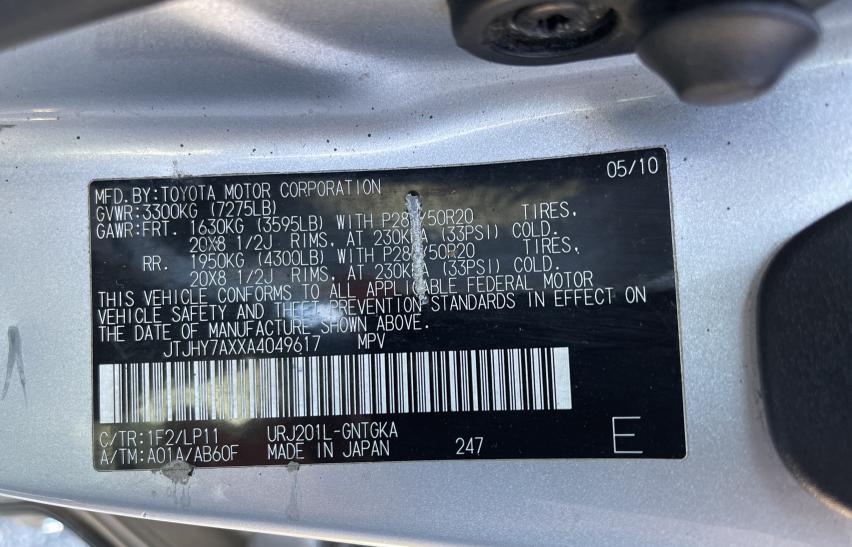 05/10
MFD.BY:TOYOTA MOTOR CORPORATION
GVWR:3300KG (7275LB)
GAWR:FRT. 1630KG (3595LB) WITH TIRES,
20X8 1/2J RIMS, AT (33PSI) COLD.
RR. 1950KG (4300LB) WITH TIRES,
20X8 1/2J RIMS, AT (33PSI) COLD.
THIS VEHICLE CONFORMS TO ALL APPLICABLE FEDERAL MOTOR
VEHICLE SAFETY AND THEFT PREVENTION STANDARDS IN EFFECT ON
THE DATE OF MANUFACTURE SHOWN ABOVE.
JTJHY7AXXA4049617 MPV
C/TR:1F2/LP11 URJ201L-GNTGKA
A/TM:A01A/AB60F MADE IN JAPAN 247 E